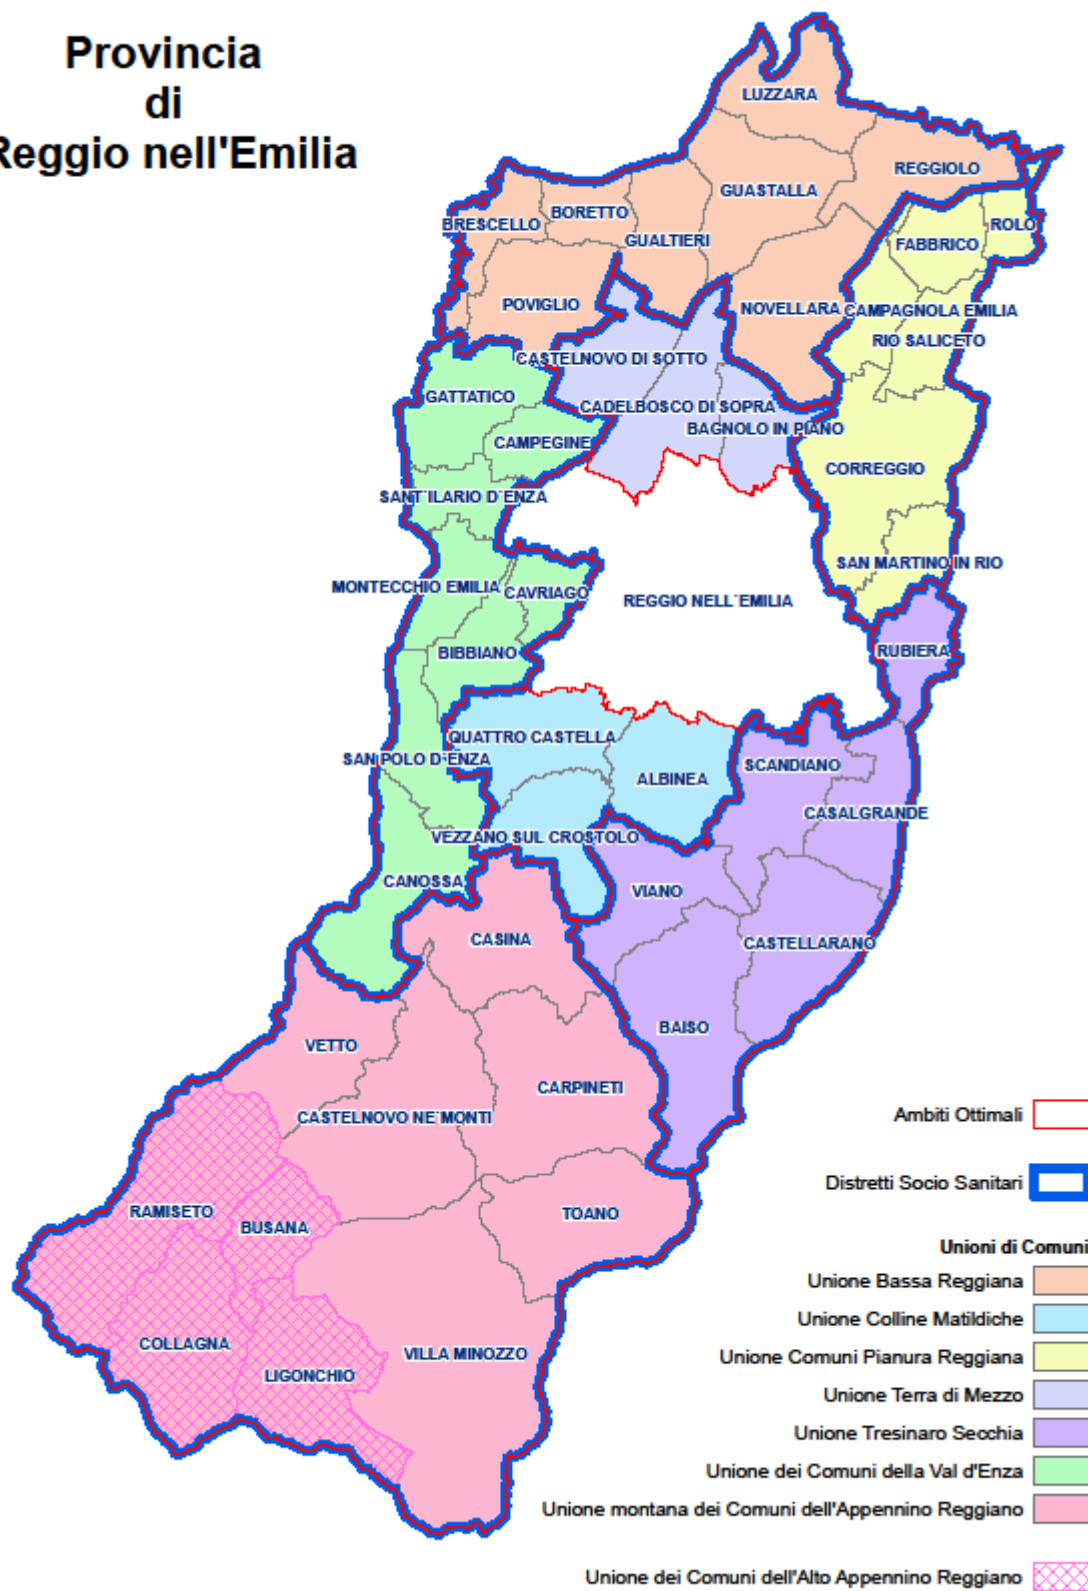 Provincia
di
Reggio nell'Emilia
LUZZARA
REGGIOLO
GUASTALLA
BORETTO
BRESCELLO
ROLO
GUALTIERI
FABBRICO
POVIGLIO
NOVELLARA
CAMPAGNOLA EMILIA
RIO SALICETO
CASTELNOVO DI SOTTO
GATTATICO
CADELBOSCO DI SOPRA
BAGNOLO IN PIANO
CAMPEGINE
CORREGGIO
SANT'ILARIO D'ENZA
SAN MARTINO IN RIO
MONTECCHIO EMILIA
CAVRIAGO
REGGIO NELL'EMILIA
BIBBIANO
RUBIERA
QUATTRO CASTELLA
SAN POLO D'ENZA
SCANDIANO
ALBINEA
CASALGRANDE
VEZZANO SUL CROSTOLO
CANOSSA
VIANO
CASINA
CASTELLARANO
BAISO
VETTO
CARPINETI
CASTELNOVO NE'MONTI
RAMISETO
TOANO
BUSANA
COLLAGNA
VILLA MINOZZO
LIGONCHIO
Ambiti Ottimali
Distretti Socio Sanitari
Unioni di Comuni
Unione Bassa Reggiana
Unione Colline Matildiche
Unione Comuni Pianura Reggiana
Unione Terra di Mezzo
Unione Tresinaro Secchia
Unione dei Comuni della Val d'Enza
Unione montana dei Comuni dell'Appennino Reggiano
Unione dei Comuni dell'Alto Appennino Reggiano